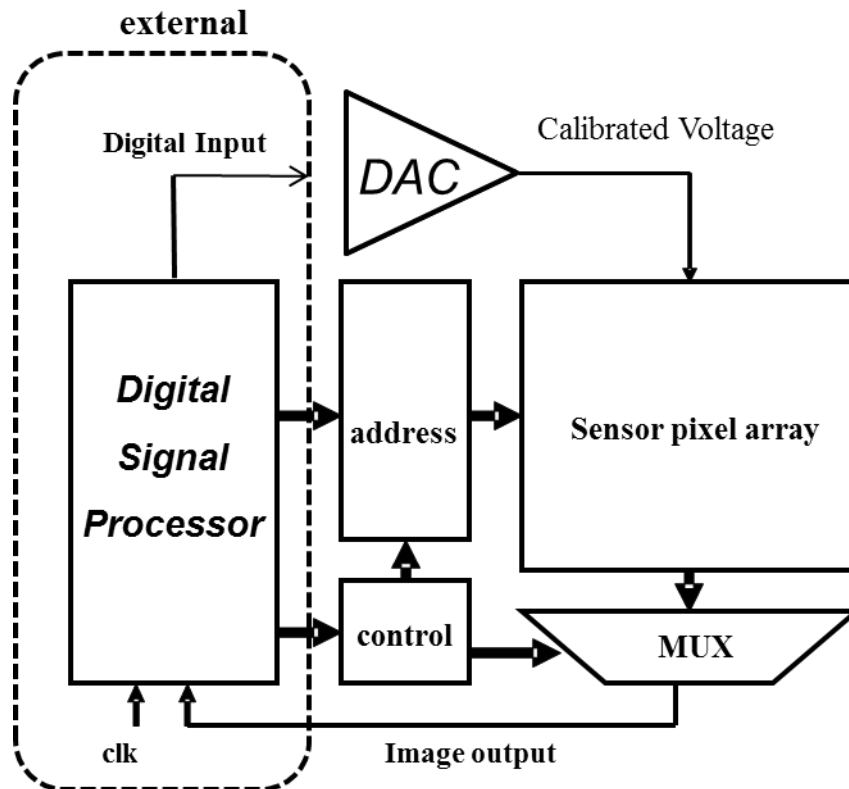 external
Digital Input
DAC
Calibrated Voltage
Digital
Signal
Processor
address
Sensor pixel array
control
MUX
clk
Image output